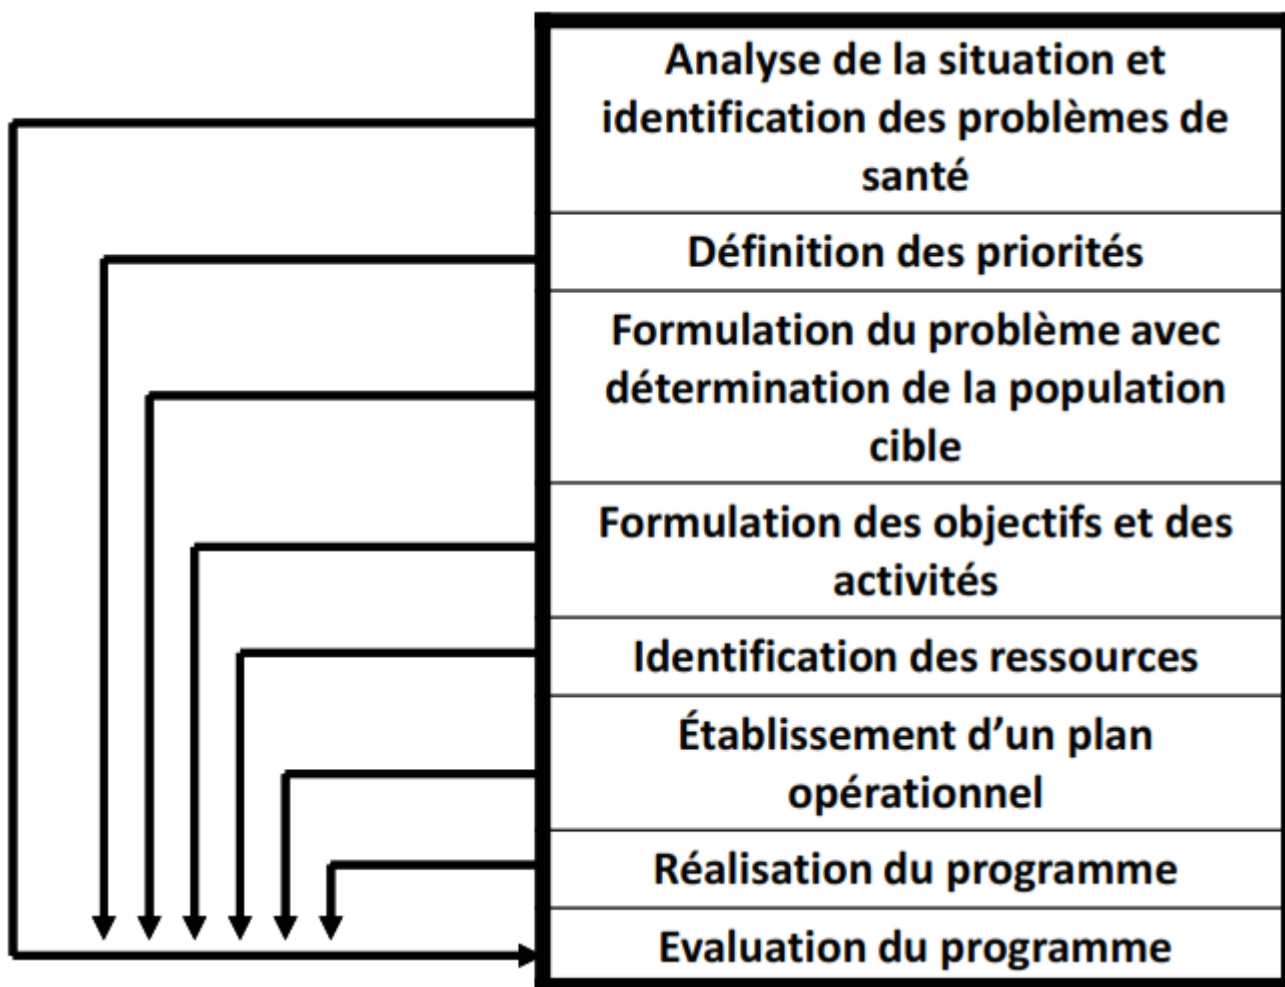 Analyse de la situation et
identification des problèmes de
santé
Définition des priorités
Formulation du problème avec
détermination de la population
cible
Formulation des objectifs et des
activités
Identification des ressources
Établissement d’un plan
opérationnel
Réalisation du programme
Evaluation du programme